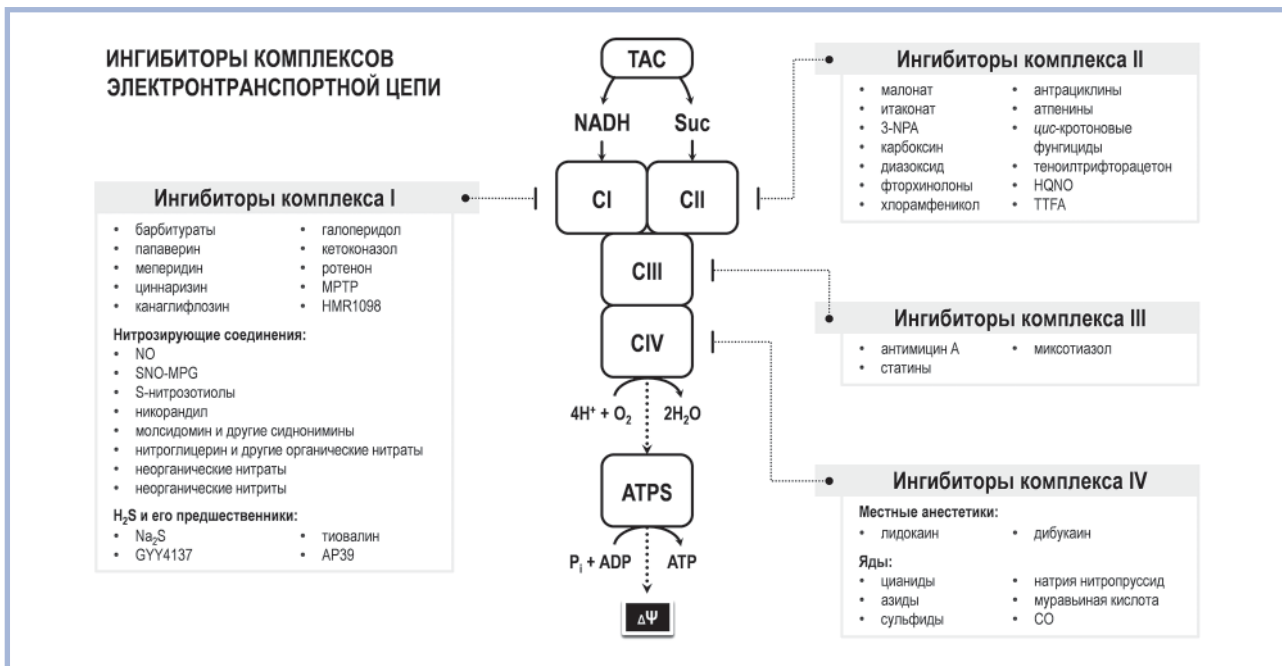 ИНГИБИТОРЫ КОМПЛЕКСОВ
ЭЛЕКТРОНТРАНСПОРТНОЙ ЦЕПИ
TAC
NADH
Suc
CI
CII
CIII
CIV
4H⁺ + O₂
2H₂O
ATPS
Pᵢ + ADP
ATP
ΔΨ
Ингибиторы комплекса I
• барбитураты
• папаверин
• меперидин
• циннаризин
• канаглифлозин
• галоперидол
• кетоконазол
• ротенон
• MPTP
• HMR1098
Нитрозирующие соединения:
• NO
• SNO-MPG
• S-нитрозотиолы
• никорандил
• молсидомин и другие сиднонимины
• нитроглицерин и другие органические нитраты
• неорганические нитраты
• неорганические нитриты
H₂S и его предшественники:
• Na₂S
• GYY4137
• тиовалин
• AP39
Ингибиторы комплекса II
• малонат
• итаконат
• 3-NPA
• карбоксин
• диазоксид
• фторхинолоны
• хлорамфеникол
• антрациклины
• атпенины
• цис-кротоновые
фунгициды
• теноилтрифторацетон
• HQNO
• TTFA
Ингибиторы комплекса III
• антимицин А
• статины
• миксотиазол
Ингибиторы комплекса IV
Местные анестетики:
• лидокаин
• дибукаин
Яды:
• цианиды
• азиды
• сульфиды
• натрия нитропруссид
• муравьиная кислота
• CO